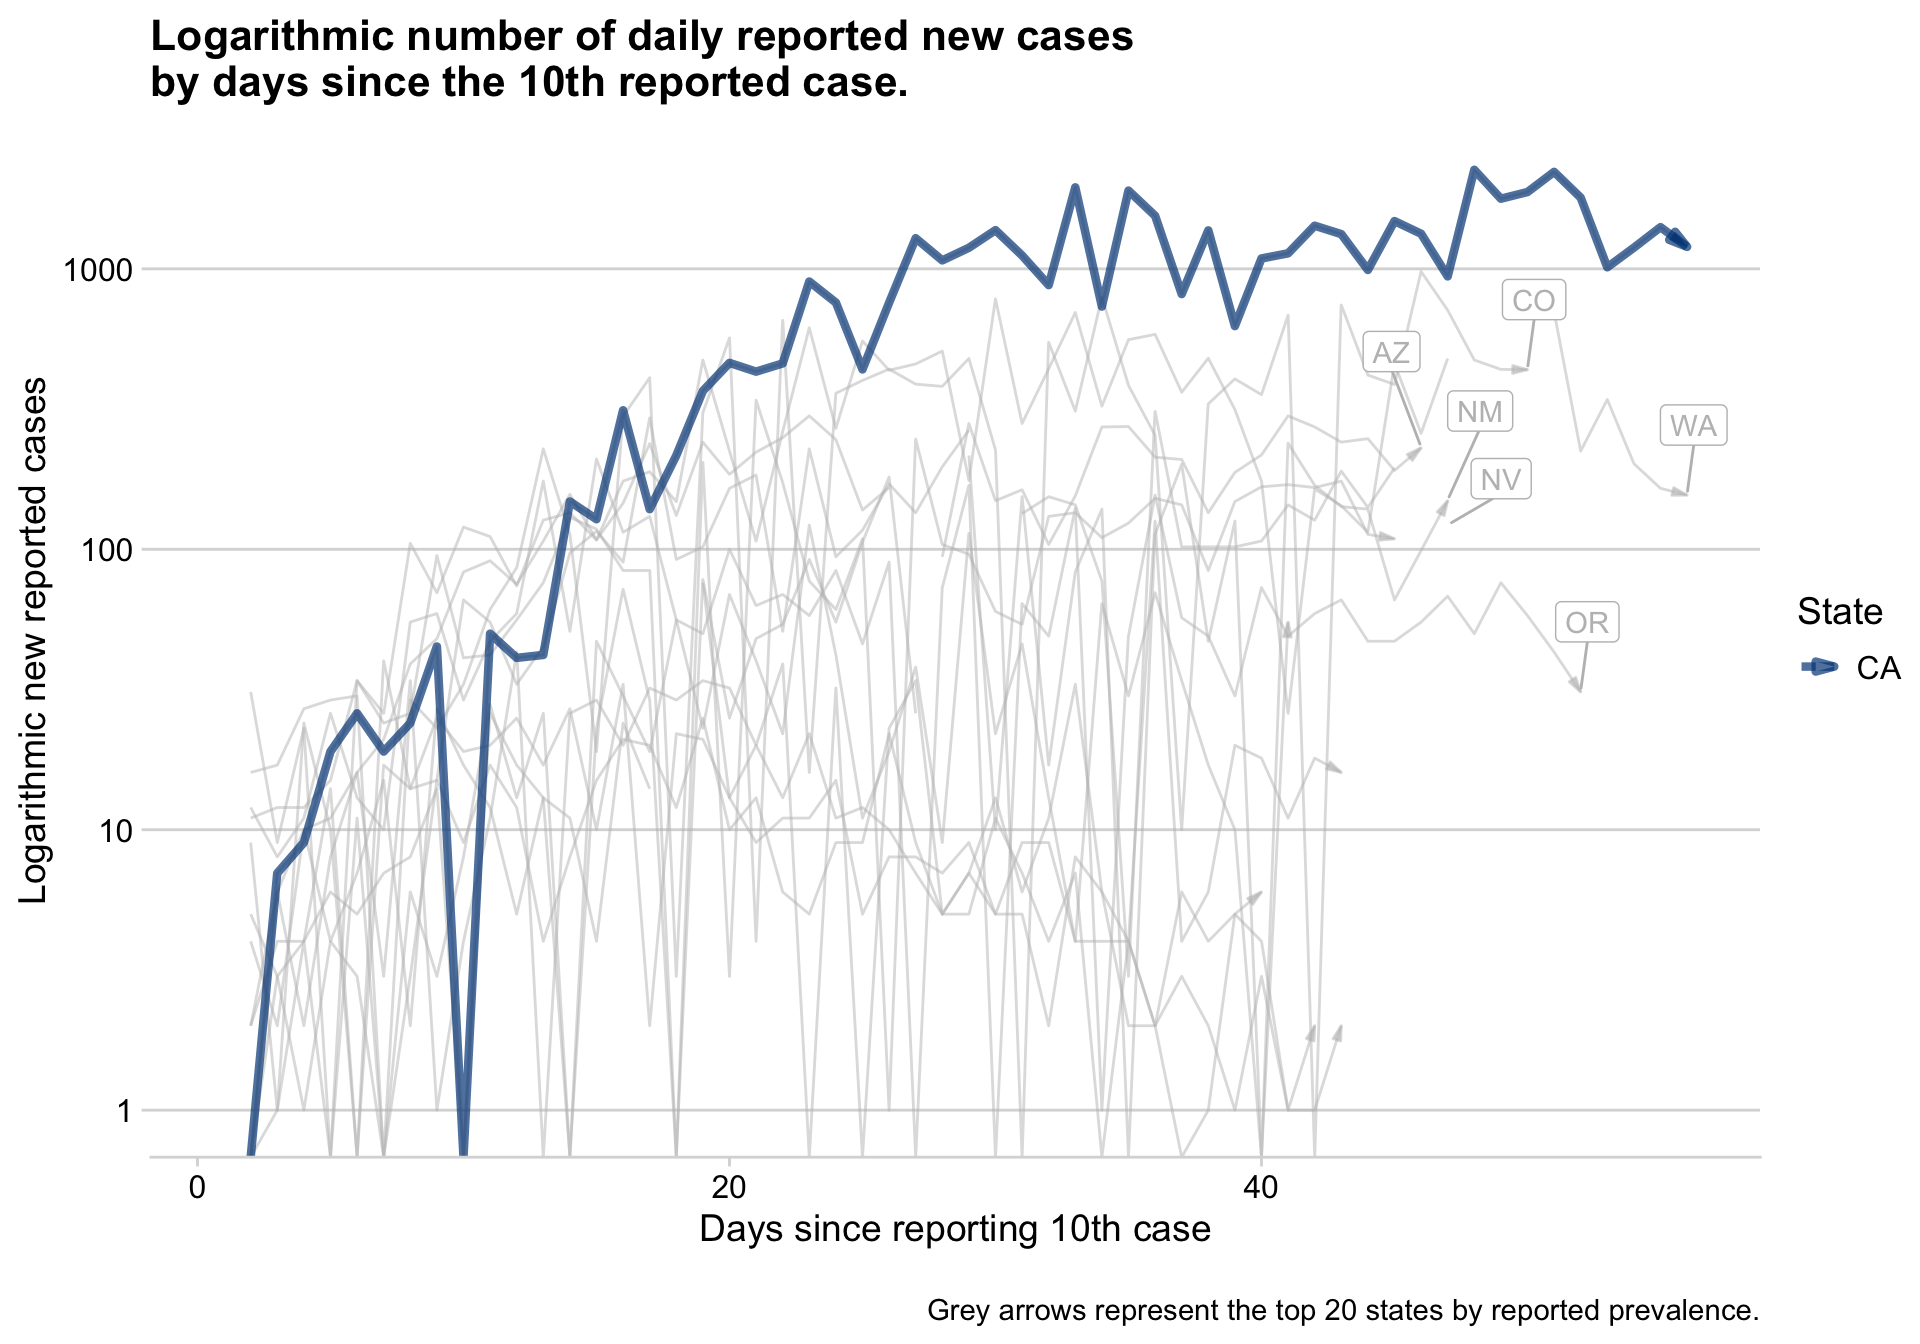 Logarithmic number of daily reported new cases
by days since the 10th reported case.
Logarithmic new reported cases
1000
100
10
1
CO
AZ
NM
WA
NV
OR
State
CA
0
20
40
Days since reporting 10th case
Grey arrows represent the top 20 states by reported prevalence.